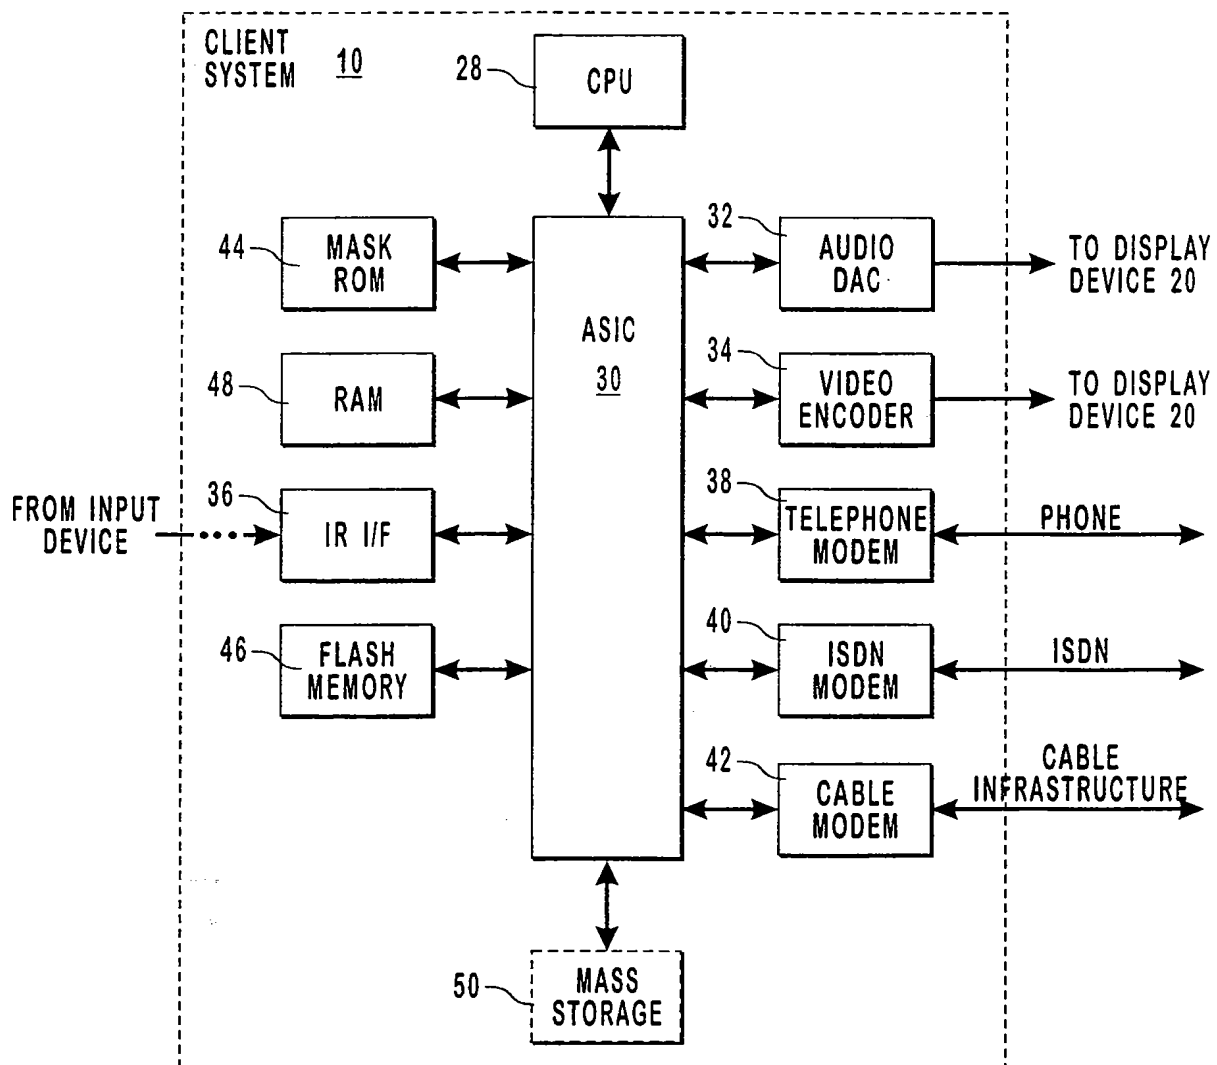 CLIENT
SYSTEM
10
28
CPU
44
MASK
ROM
32
AUDIO
DAC
TO DISPLAY
DEVICE 20
ASIC
30
48
RAM
34
VIDEO
ENCODER
TO DISPLAY
DEVICE 20
FROM INPUT
DEVICE
36
IR I/F
38
TELEPHONE
MODEM
PHONE
46
FLASH
MEMORY
40
ISDN
MODEM
ISDN
42
CABLE
MODEM
CABLE
INFRASTRUCTURE
50
MASS
STORAGE